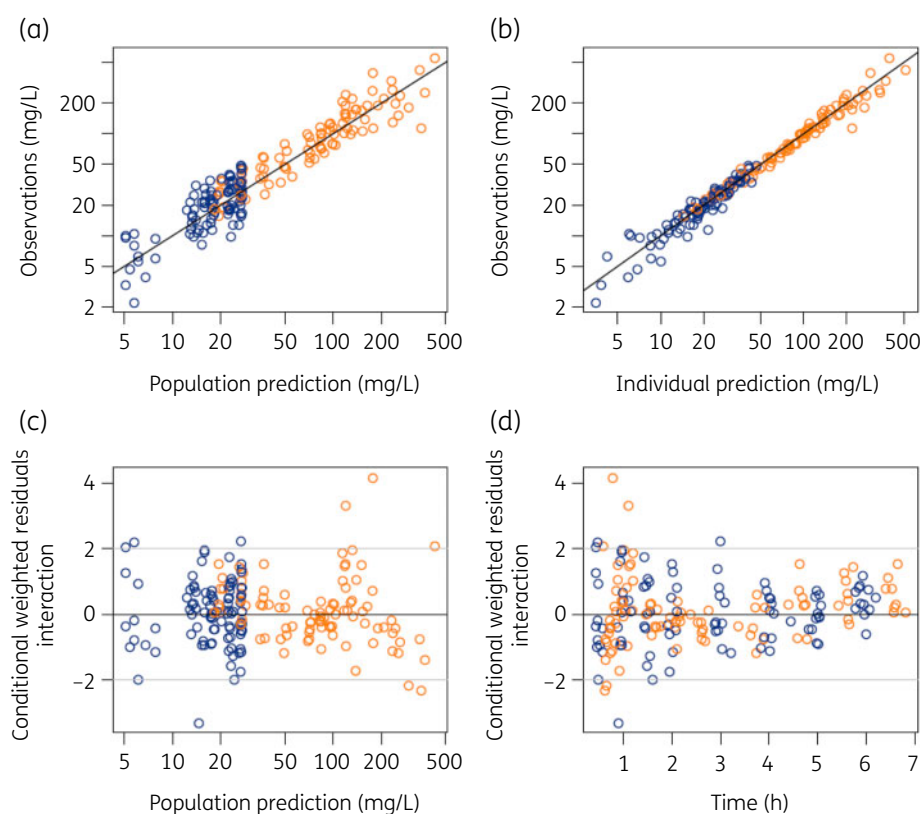 (a)
Observations (mg/L)
200
50
20
5
2
5 10 20 50 100 200 500
Population prediction (mg/L)
(b)
Observations (mg/L)
200
50
20
5
2
5 10 20 50 100 200 500
Individual prediction (mg/L)
(c)
Conditional weighted residuals
interaction
4
2
0
−2
5 10 20 50 100 200 500
Population prediction (mg/L)
(d)
Conditional weighted residuals
interaction
4
2
0
−2
1 2 3 4 5 6 7
Time (h)